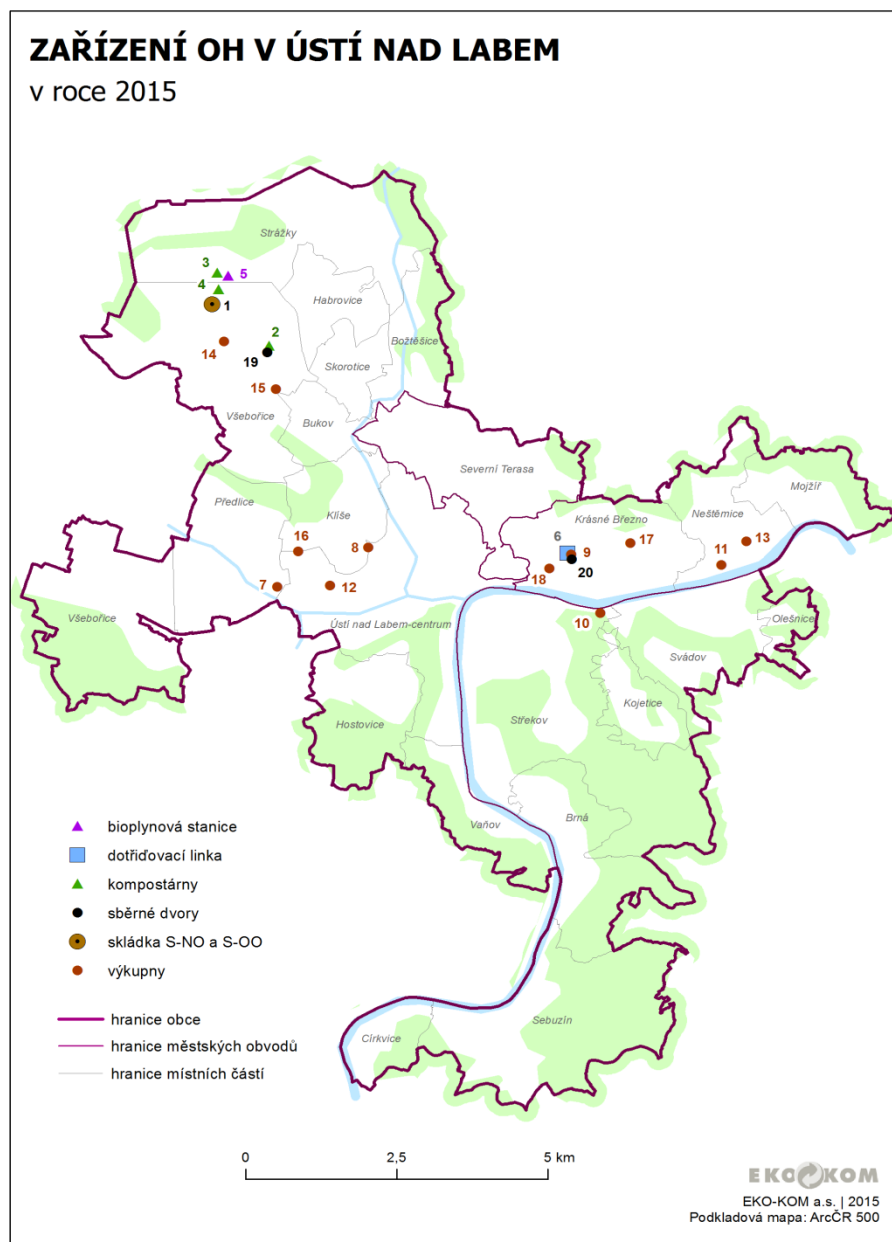 ZAŘÍZENÍ OH V ÚSTÍ NAD LABEM
v roce 2015
Strážky
3
5
4
Habrovice
1
2
Božtěšice
14
19
Skorotice
15
Všebořice
Bukov
Severní Terasa
Mojžíř
Předlice
Klíše
Neštěmice
Krásné Březno
16
8
6
9
17
13
11
18
20
7
12
10
Všebořice
Ústí nad Labem-centrum
Olešnice
Svádov
Kojetice
Hostovice
Střekov
Vaňov
Brná
bioplynová stanice
dotřiďovací linka
kompostárny
sběrné dvory
skládka S-NO a S-OO
výkupny
hranice obce
hranice městských obvodů
hranice místních částí
Sebuzín
Církvice
0 2,5 5 km
EKO KOM
EKO-KOM a.s. | 2015
Podkladová mapa: ArcČR 500